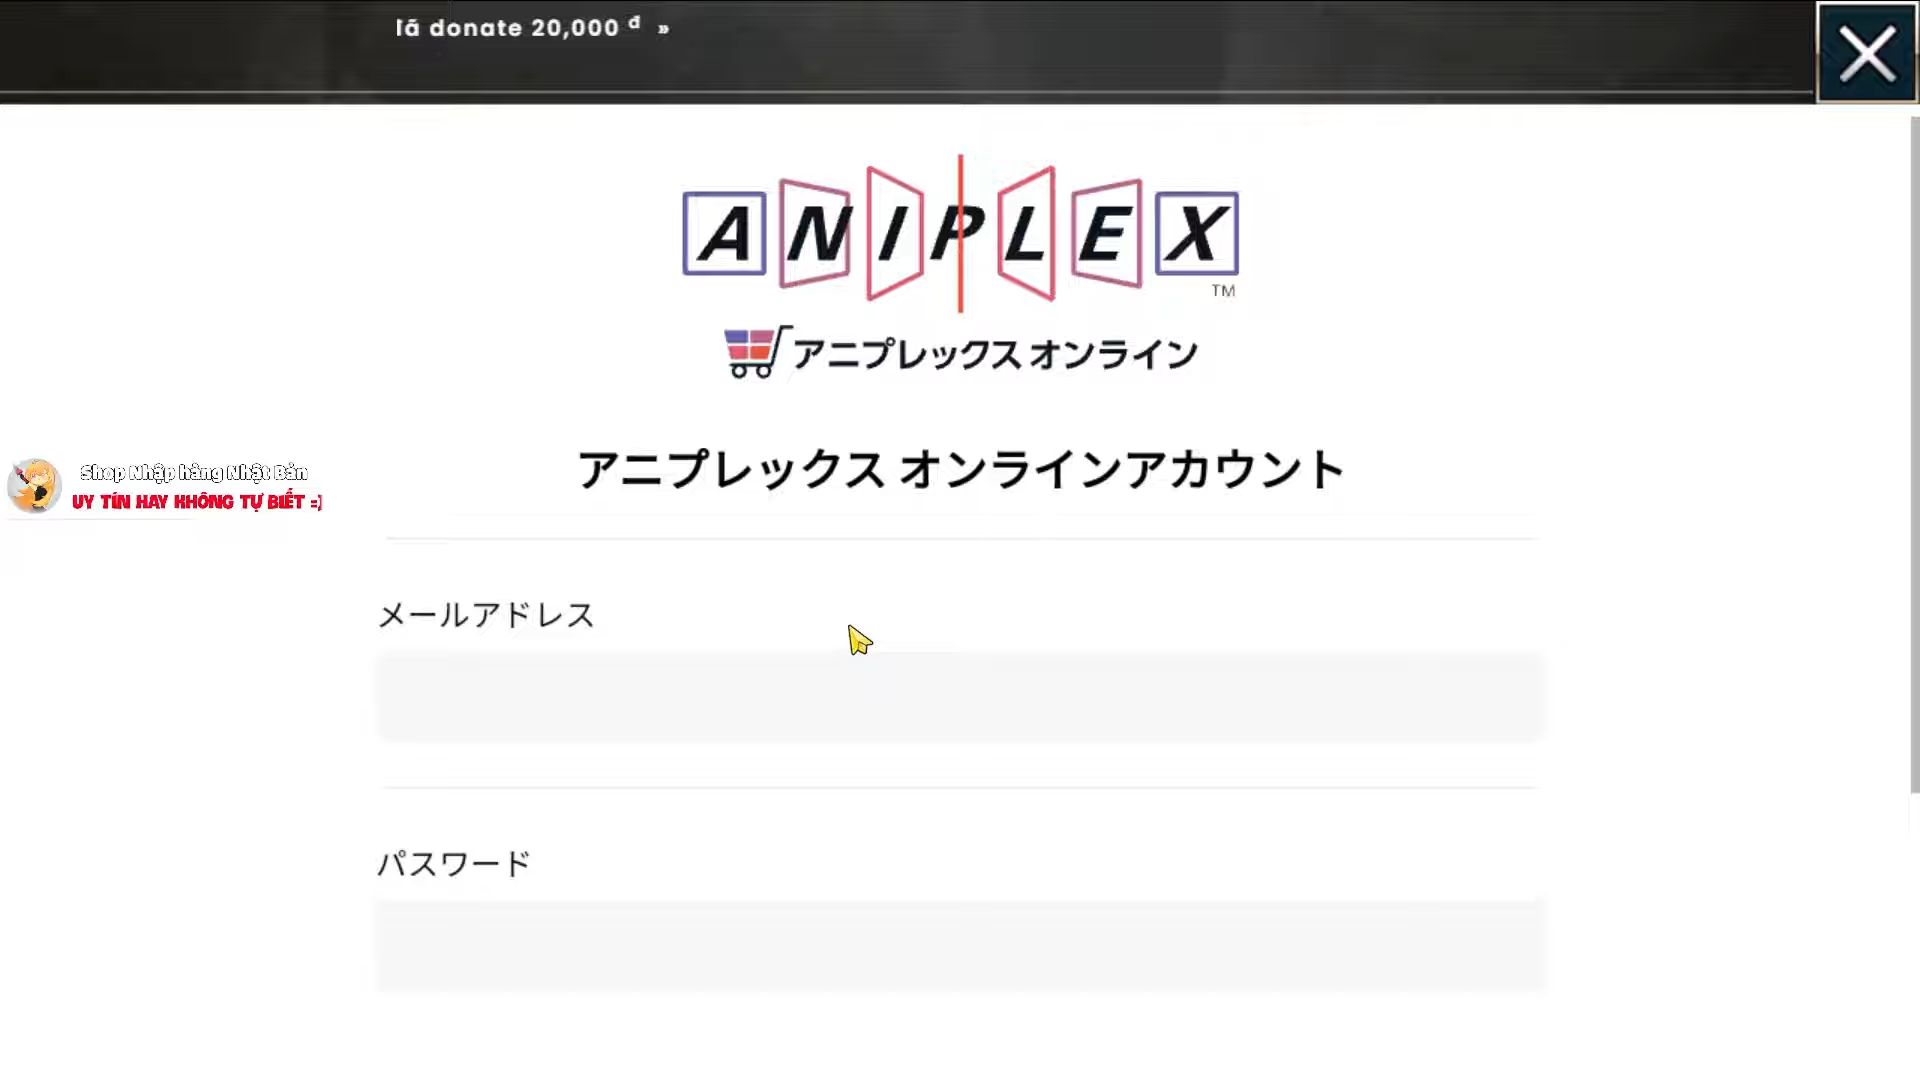 donate 20,000 đ »
ANIPLEX
TM
アニプレックス オンライン
アニプレックス オンラインアカウント
Shop Nhập hàng Nhật Bản
UY TÍN HAY KHÔNG TỰ BIẾT =)
メールアドレス
パスワード